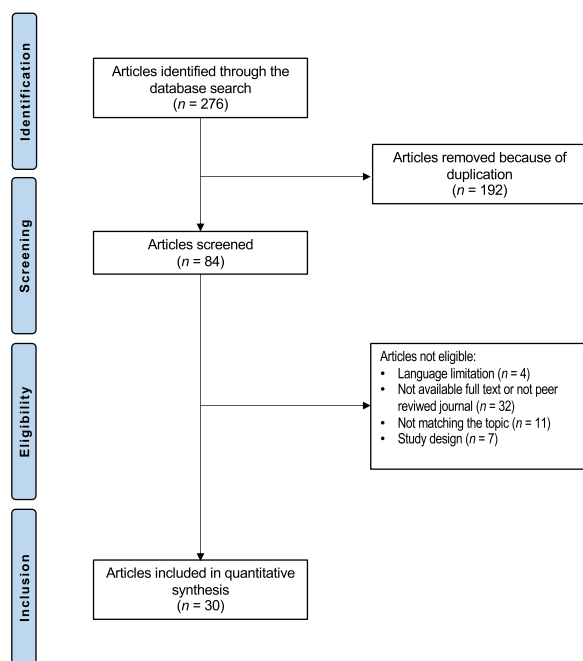 Identification
Articles identified through the
database search
(n = 276)
Articles removed because of
duplication
(n = 192)
Screening
Articles screened
(n = 84)
Eligibility
Articles not eligible:
• Language limitation (n = 4)
• Not available full text or not peer
reviwed journal (n = 32)
• Not matching the topic (n = 11)
• Study design (n = 7)
Inclusion
Articles included in quantitative
synthesis
(n = 30)